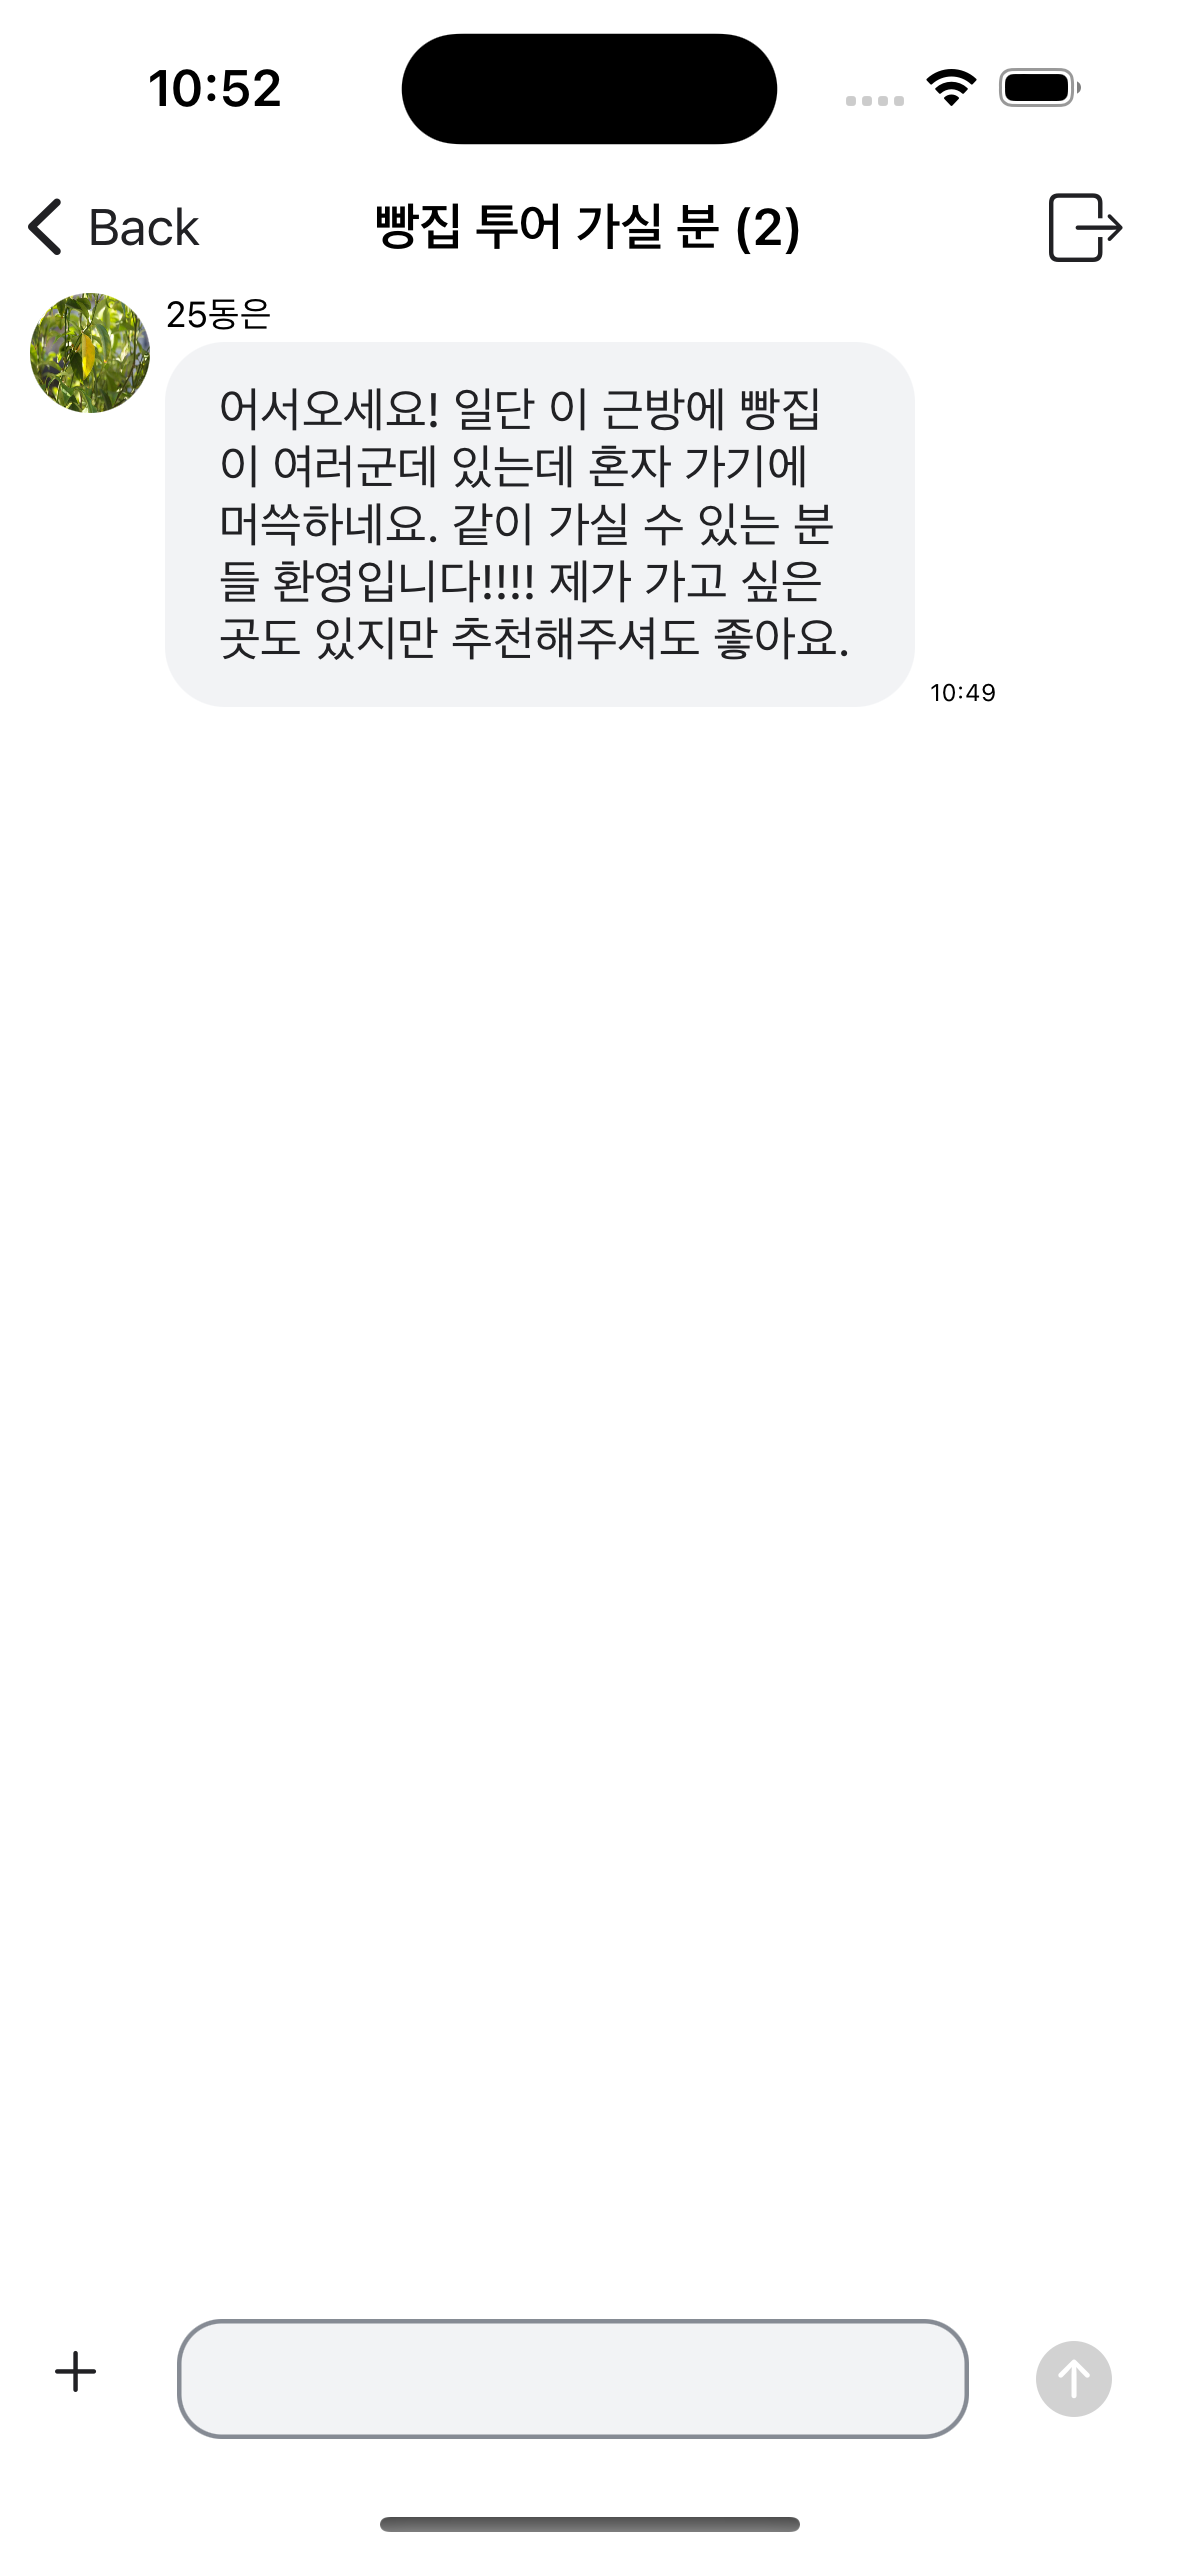 10:52
Back
빵집 투어 가실 분 (2)
25동은
어서오세요! 일단 이 근방에 빵집
이 여러군데 있는데 혼자 가기에
머쓱하네요. 같이 가실 수 있는 분
들 환영입니다!!!! 제가 가고 싶은
곳도 있지만 추천해주셔도 좋아요.
10:49